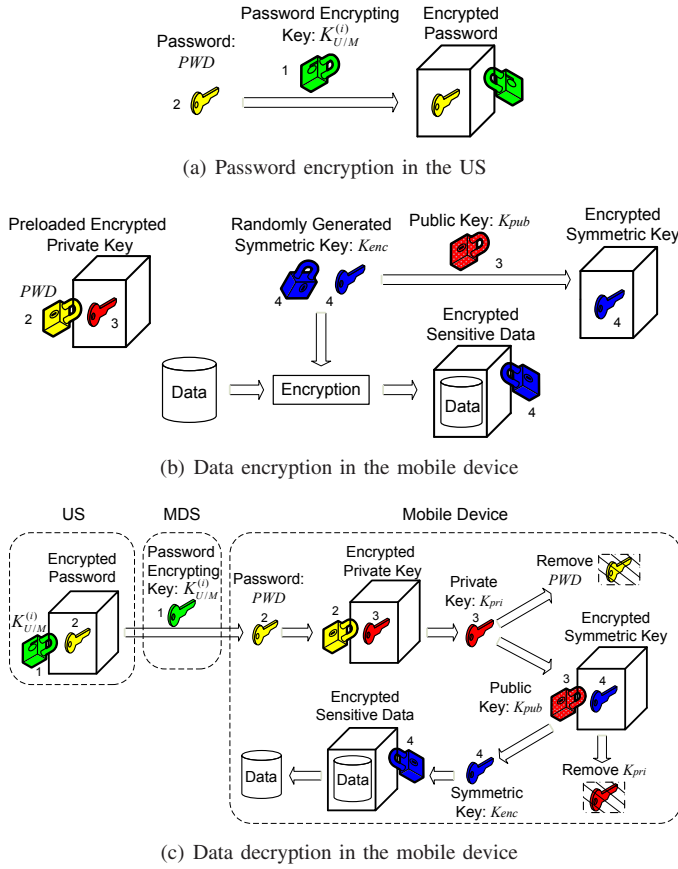 Password:
PWD
Password Encrypting
Key: K_{U/M}^{(i)}
Encrypted
Password
1
2
(a) Password encryption in the US
Preloaded Encrypted
Private Key
PWD
2
3
Randomly Generated
Symmetric Key: Kenc
4
4
Public Key: Kpub
3
Encrypted
Symmetric Key
4
Encrypted
Sensitive Data
Data
Encryption
Data
4
(b) Data encryption in the mobile device
US
MDS
Mobile Device
Encrypted
Password
K_{U/M}^{(i)}
2
1
Password
Encrypting
Key: K_{U/M}^{(i)}
1
Password:
PWD
2
Encrypted
Private Key
2
3
Private
Key: Kpri
3
Remove
PWD
Encrypted
Symmetric Key
3
4
Public
Key: Kpub
Encrypted
Sensitive Data
4
Data
Data
4
Symmetric
Key: Kenc
Remove Kpri
(c) Data decryption in the mobile device